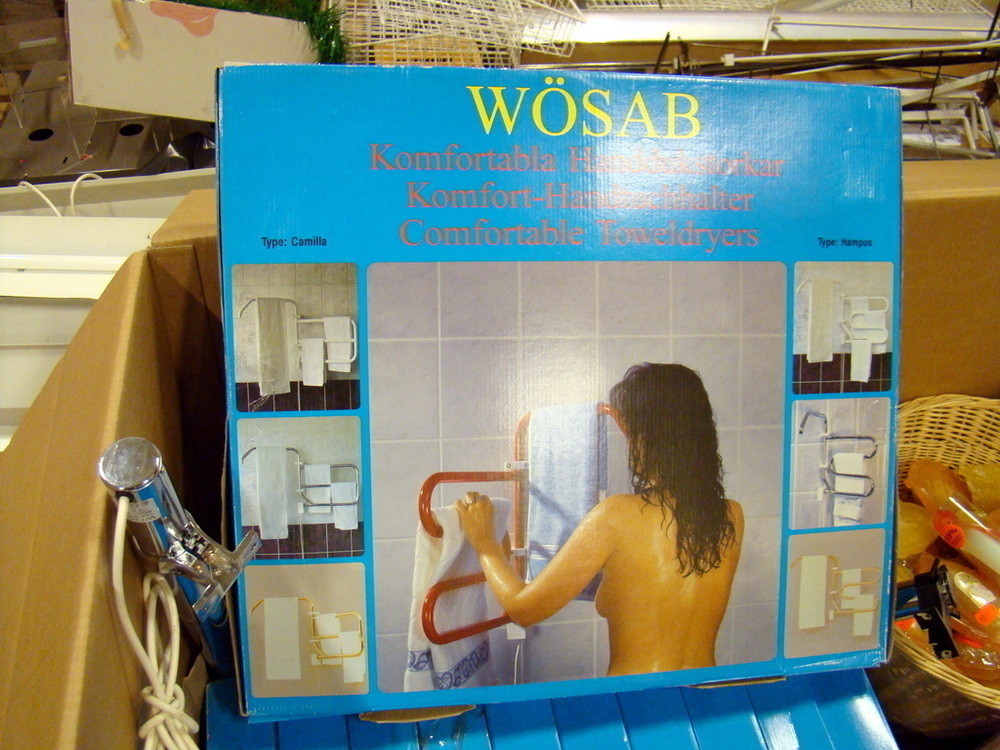 WÖSAB
Komfortabla Handdukstorkar
Komfort-Handtuchhalter
Comfortable Toweldryers
Type: Camilla
Type: Hampus